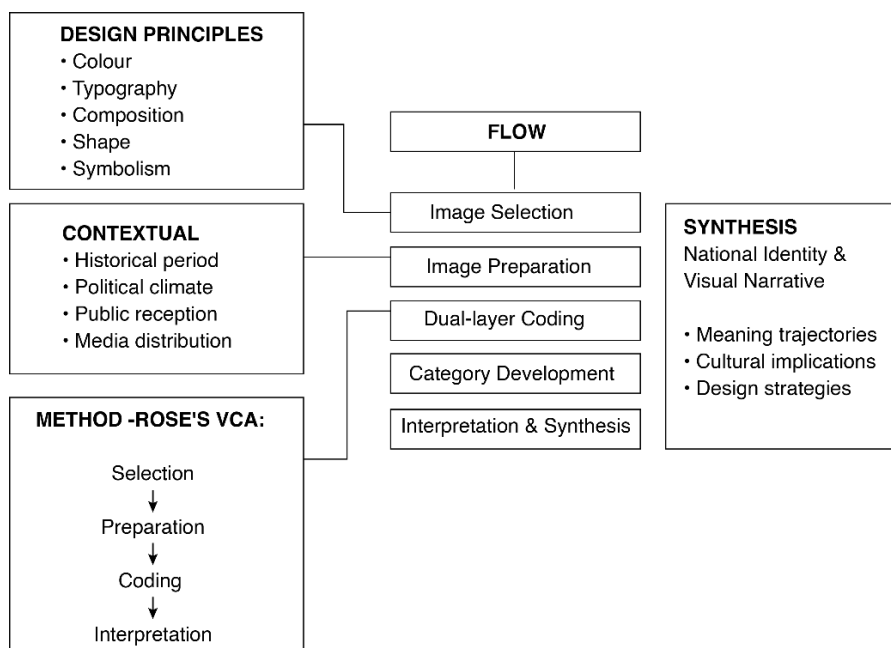 DESIGN PRINCIPLES
• Colour
• Typography
• Composition
• Shape
• Symbolism
CONTEXTUAL
• Historical period
• Political climate
• Public reception
• Media distribution
METHOD -ROSE'S VCA:
Selection
Preparation
Coding
Interpretation
FLOW
Image Selection
Image Preparation
Dual-layer Coding
Category Development
Interpretation & Synthesis
SYNTHESIS
National Identity &
Visual Narrative
• Meaning trajectories
• Cultural implications
• Design strategies